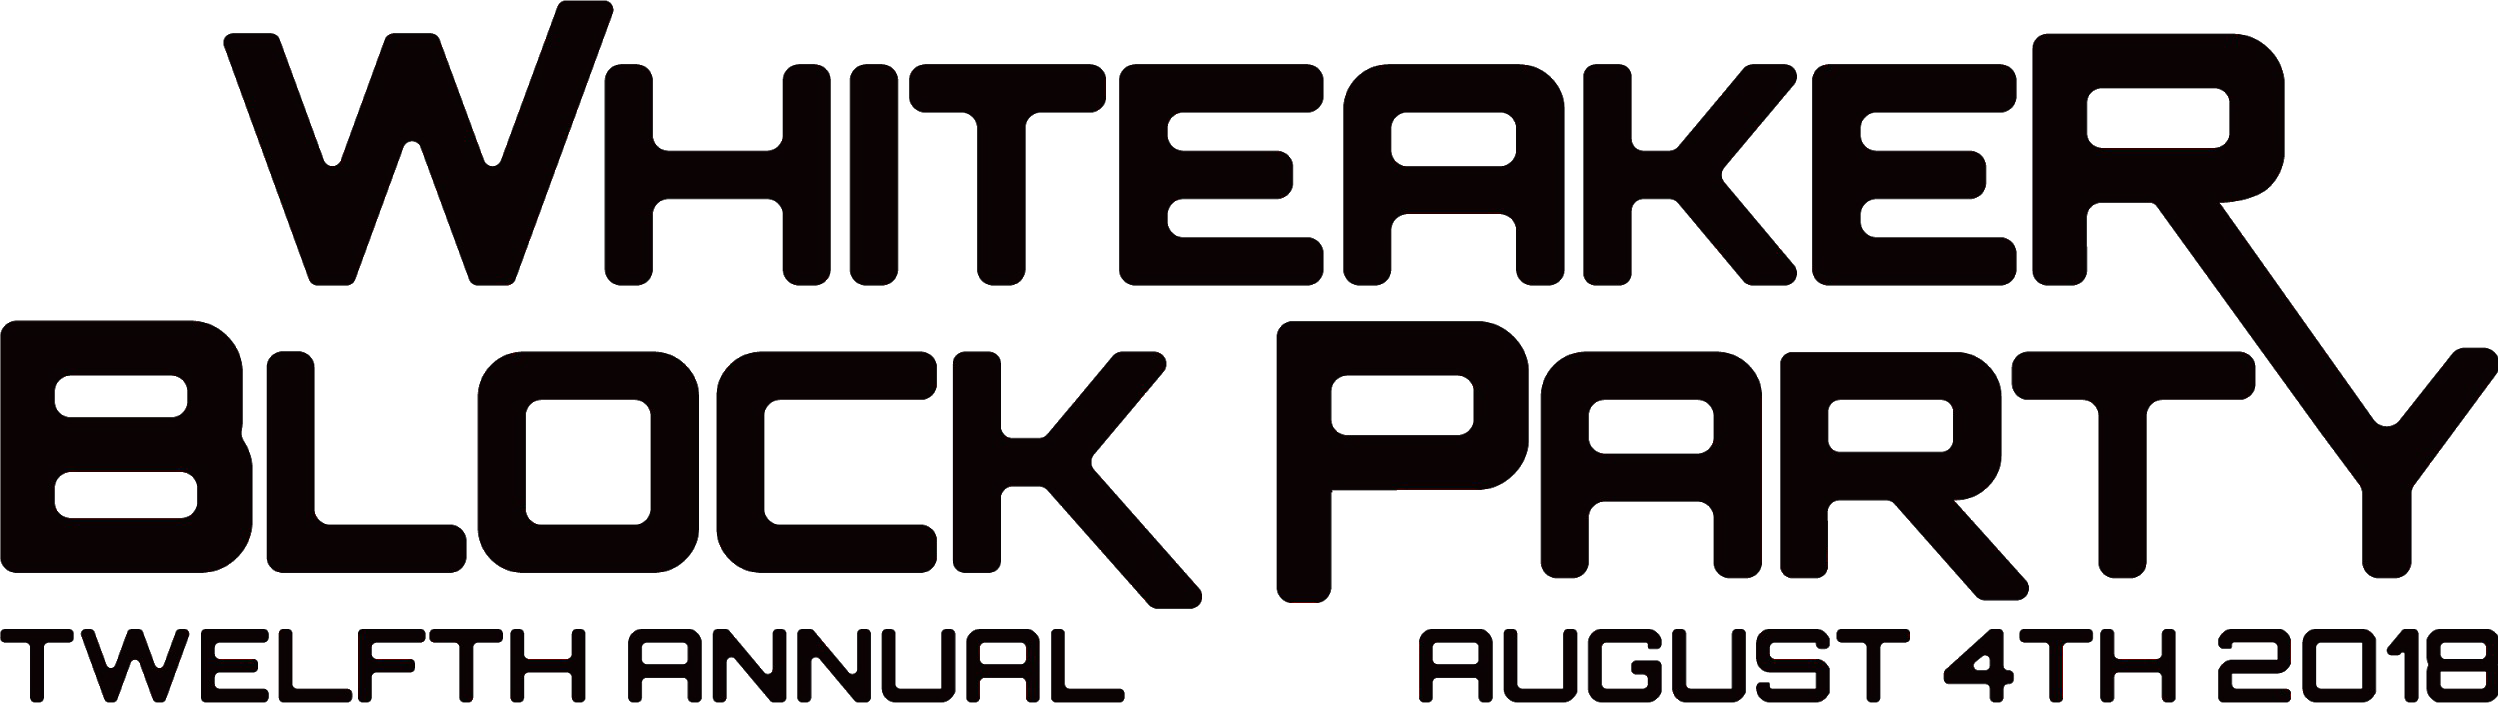 WHITEAKER
BLOCK PARTY
TWELFTH ANNUAL AUGUST 4TH 2018